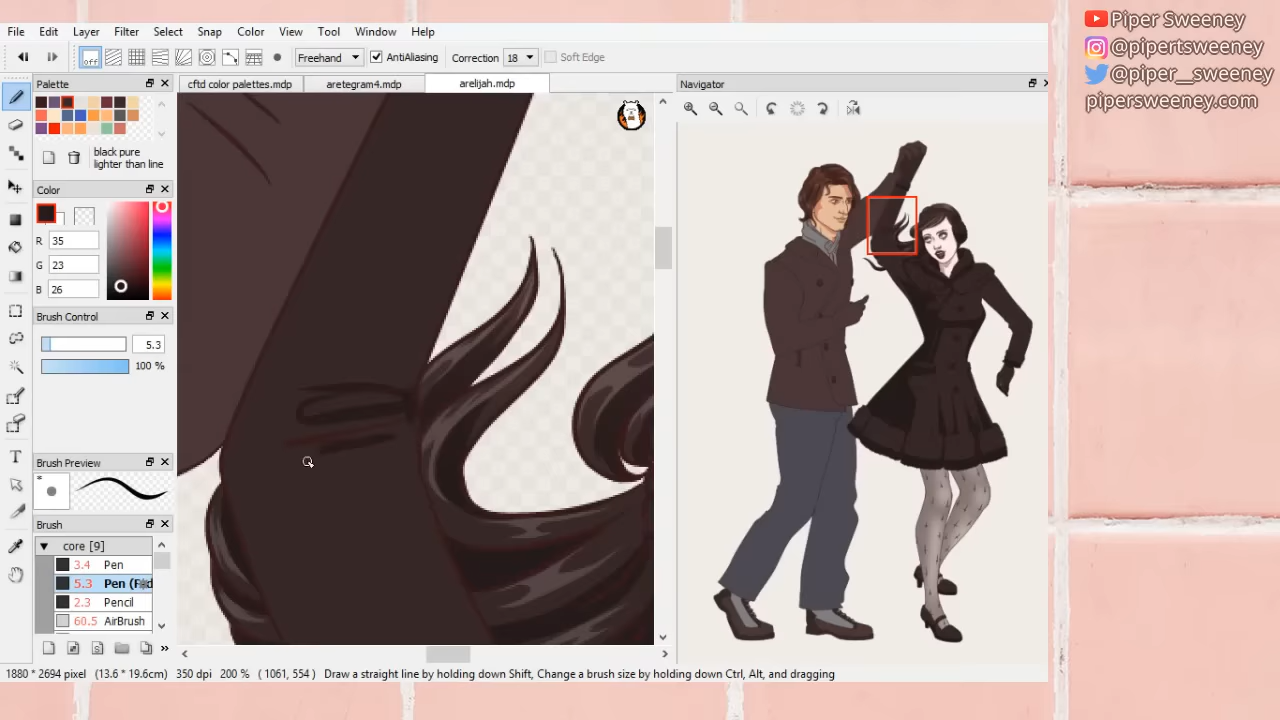 Piper Sweeney
@pipertsweeney
@piper__sweeney
pipersweeney.com
File Edit Layer Filter Select Snap Color View Tool Window Help
off Freehand AntiAliasing Correction 18 Soft Edge
Palette
cftd color palettes.mdp aretegram4.mdp arelijah.mdp
Navigator
black pure
lighter than line
Color
R 35
G 23
B 26
Brush Control
5.3
100 %
Brush Preview
Brush
core [9]
3.4 Pen
5.3 Pen
2.3 Pencil
60.5 AirBrush
1880 * 2694 pixel (13.6 * 19.6cm) 350 dpi 200 % ( 1061, 554 ) Draw a straight line by holding down Shift, Change a brush size by holding down Ctrl, Alt, and dragging